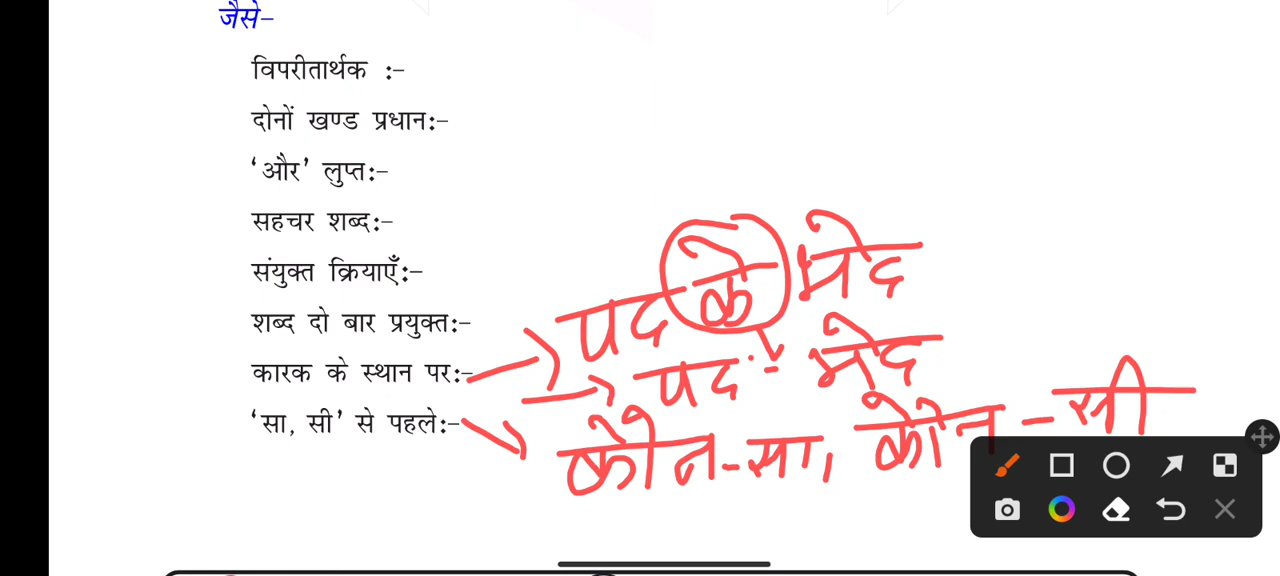 जैसे-
विपरीतार्थक :-
दोनों खण्ड प्रधान:-
‘और’ लुप्त:-
सहचर शब्द:-
संयुक्त क्रियाएँ:-
शब्द दो बार प्रयुक्त:-
पद के भेद
कारक के स्थान पर:-
पद - भेद
‘सा, सी’ से पहले:-
कौन-सा, कौन-सी